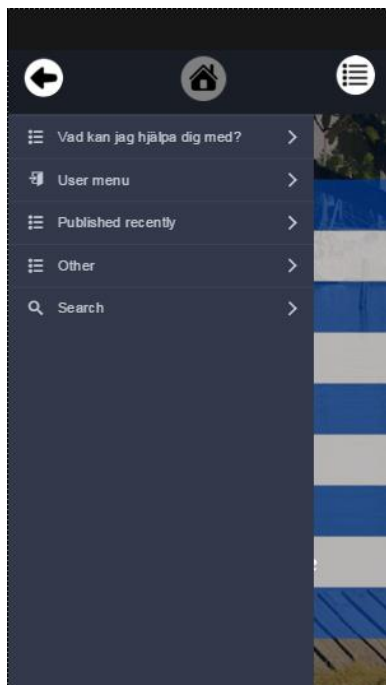 Vad kan jag hjälpa dig med?
User menu
Published recently
Other
Search